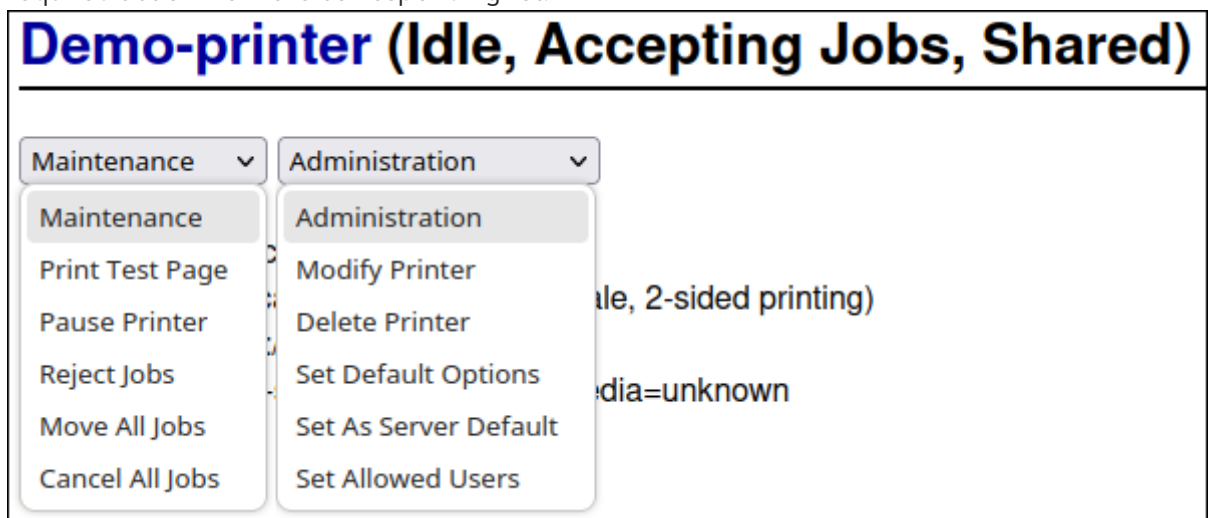 Demo-printer (Idle, Accepting Jobs, Shared)
Maintenance Administration
Maintenance Administration
Print Test Page Modify Printer
ale, 2-sided printing)
Pause Printer Delete Printer
Reject Jobs Set Default Options
edia=unknown
Move All Jobs Set As Server Default
Cancel All Jobs Set Allowed Users